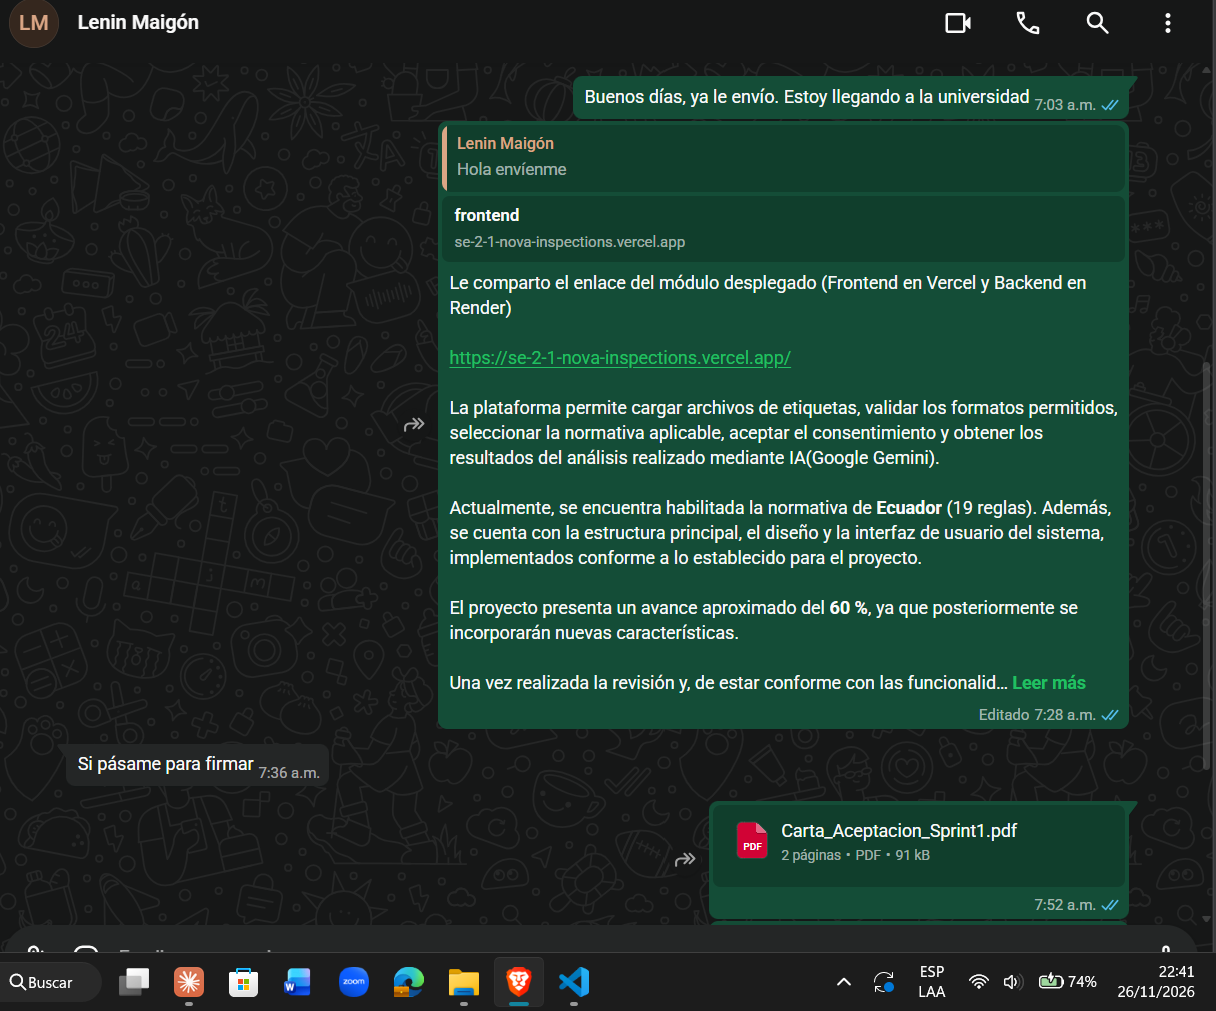 LM
Lenin Maigón
Buenos días, ya le envío. Estoy llegando a la universidad 7:03 a.m.
Lenin Maigón
Hola envíenme
frontend
se-2-1-nova-inspections.vercel.app
Le comparto el enlace del módulo desplegado (Frontend en Vercel y Backend en
Render)
https://se-2-1-nova-inspections.vercel.app/
La plataforma permite cargar archivos de etiquetas, validar los formatos permitidos,
seleccionar la normativa aplicable, aceptar el consentimiento y obtener los
resultados del análisis realizado mediante IA(Google Gemini).
Actualmente, se encuentra habilitada la normativa de Ecuador (19 reglas). Además,
se cuenta con la estructura principal, el diseño y la interfaz de usuario del sistema,
implementados conforme a lo establecido para el proyecto.
El proyecto presenta un avance aproximado del 60 %, ya que posteriormente se
incorporarán nuevas características.
Una vez realizada la revisión y, de estar conforme con las funcionalid... Leer más
Editado 7:28 a.m.
Si pásame para firmar 7:36 a.m.
PDF
Carta_Aceptacion_Sprint1.pdf
2 páginas • PDF • 91 kB
7:52 a.m.
Buscar
W
zoom
ESP
LAA
74%
22:41
26/11/2026